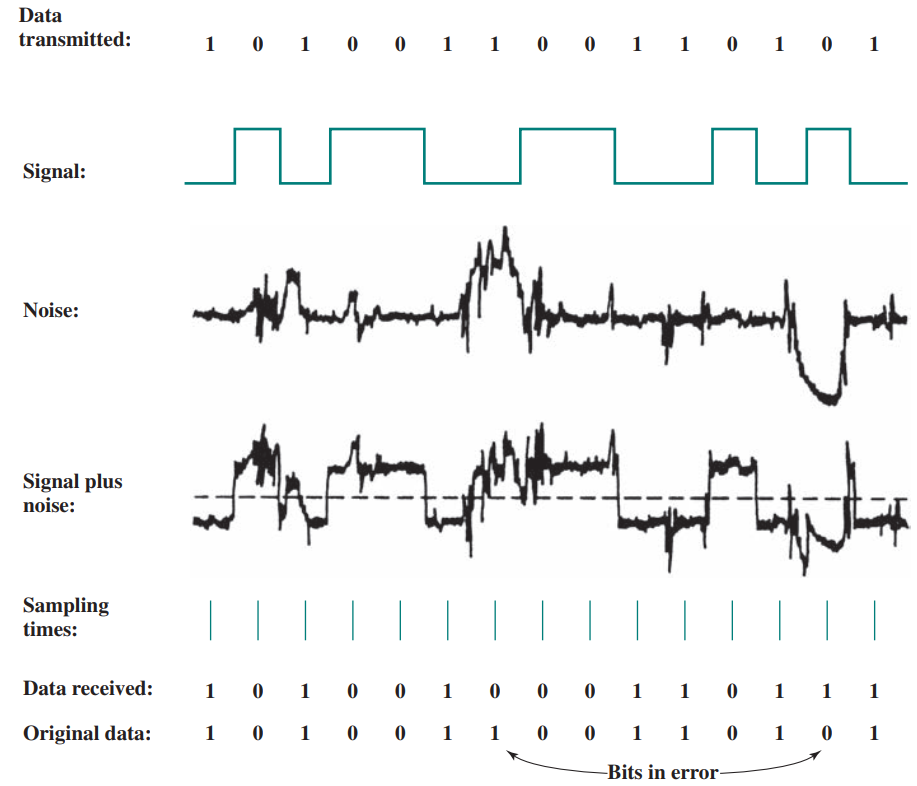 Data
transmitted: 1 0 1 0 0 1 1 0 0 1 1 0 1 0 1
Signal:
Noise:
Signal plus
noise:
Sampling
times:
Data received: 1 0 1 0 0 1 0 0 0 1 1 0 1 1 1
Original data: 1 0 1 0 0 1 1 0 0 1 1 0 1 0 1
Bits in error